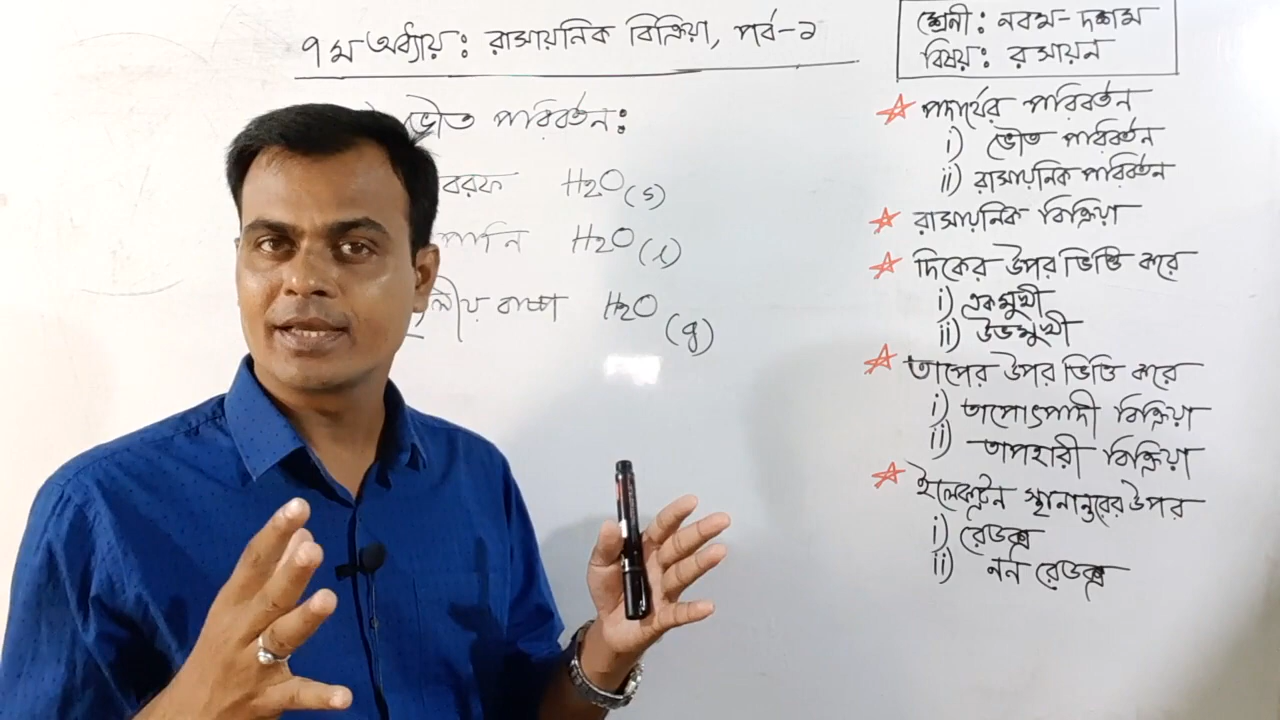 ৭ম অধ্যায়: রাসায়নিক বিক্রিয়া, পর্ব-১
ভৌত পরিবর্তন:
বরফ H2O(s)
পানি H2O(l)
বাষ্প H2O(g)
শ্রেনী: নবম-দশম
বিষয়: রসায়ন
পদার্থের পরিবর্তন
i) ভৌত পরিবর্তন
ii) রাসায়নিক পরিবর্তন
রাসায়নিক বিক্রিয়া
দিকের উপর ভিত্তি করে
i) একমুখী
ii) উভমুখী
তাপের উপর ভিত্তি করে
i) তাপোৎপাদী বিক্রিয়া
ii) তাপহারী বিক্রিয়া
ইলেকট্রন স্থানান্তরের উপর
i) রেডক্স
ii) নন রেডক্স